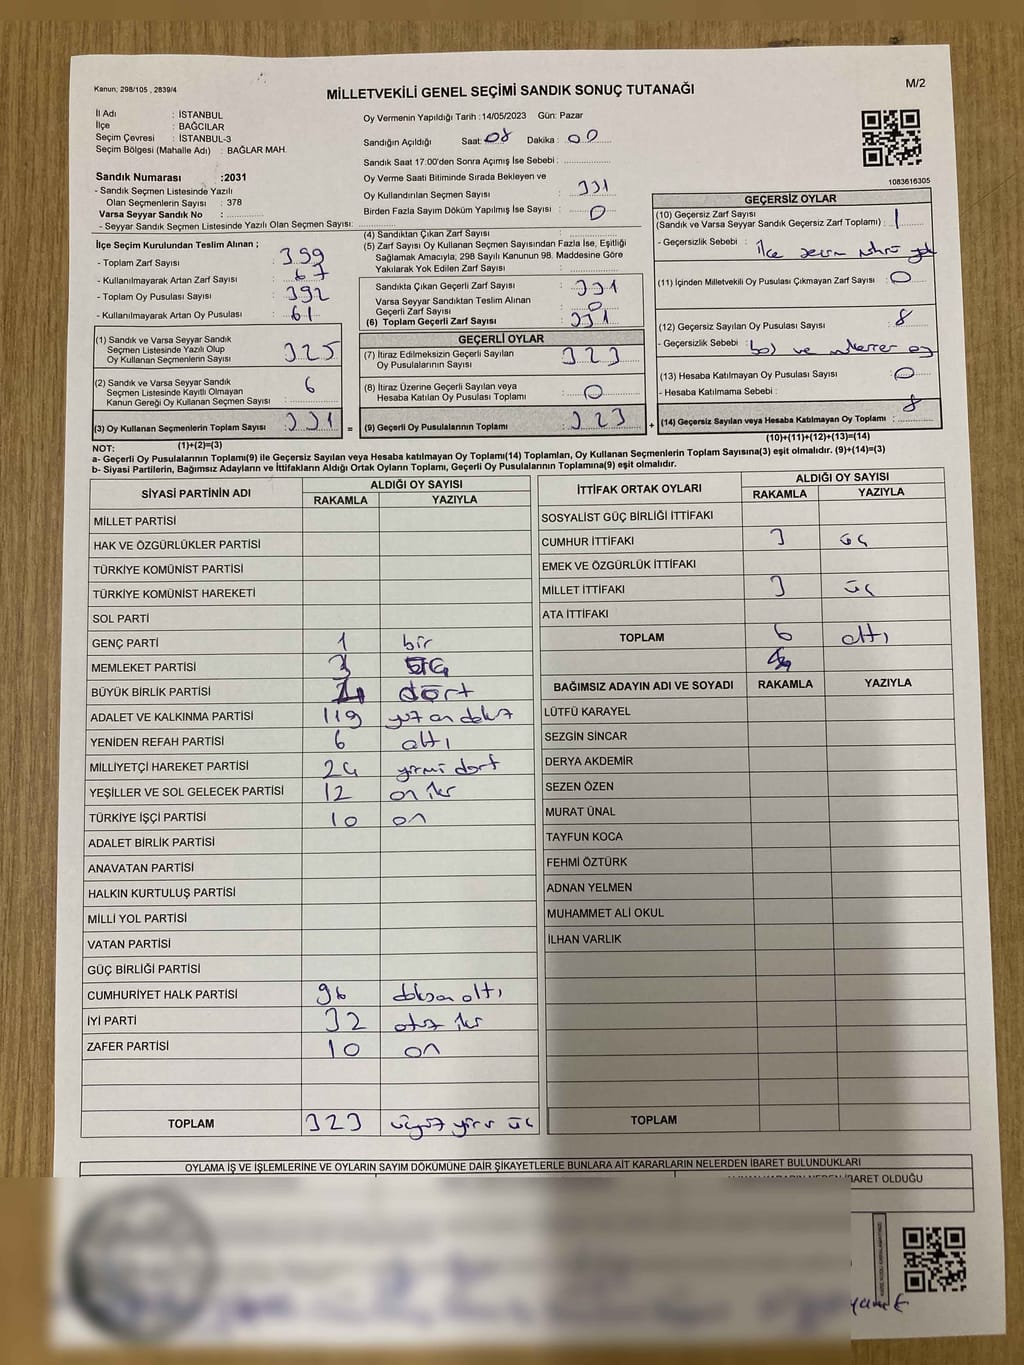 Kanun; 298/105 , 2839/4
MİLLETVEKİLİ GENEL SEÇİMİ SANDIK SONUÇ TUTANAĞI
M/2
İl Adı : İSTANBUL
İlçe : BAĞCILAR
Seçim Çevresi : İSTANBUL-3
Seçim Bölgesi (Mahalle Adı) : BAĞLAR MAH.
Sandık Numarası :2031
- Sandık Seçmen Listesinde Yazılı
Olan Seçmenlerin Sayısı : 378
Varsa Seyyar Sandık No :
- Seyyar Sandık Seçmen Listesinde Yazılı Olan Seçmen Sayısı:
Oy Vermenin Yapıldığı Tarih :14/05/2023 Gün: Pazar
Sandığın Açıldığı Saat: 08 Dakika : 00
Sandık Saat 17.00'den Sonra Açımış İse Sebebi :
Oy Verme Saati Bitiminde Sırada Bekleyen ve
Oy Kullandırılan Seçmen Sayısı : 331
Birden Fazla Sayım Döküm Yapılmış İse Sayısı : 0
1083616305
İlçe Seçim Kurulundan Teslim Alınan ;
- Toplam Zarf Sayısı : 399
- Kullanılmayarak Artan Zarf Sayısı : 67
- Toplam Oy Pusulası Sayısı : 392
- Kullanılmayarak Artan Oy Pusulası : 61
(1) Sandık ve Varsa Seyyar Sandık
Seçmen Listesinde Yazılı Olup
Oy Kullanan Seçmenlerin Sayısı : 325
(2) Sandık ve Varsa Seyyar Sandık
Seçmen Listesinde Kayıtlı Olmayan
Kanun Gereği Oy Kullanan Seçmen Sayısı : 6
(3) Oy Kullanan Seçmenlerin Toplam Sayısı : 331 =
(1)+(2)=(3)
(4) Sandıktan Çıkan Zarf Sayısı :
(5) Zarf Sayısı Oy Kullanan Seçmen Sayısından Fazla İse, Eşitliği
Sağlamak Amacıyla; 298 Sayılı Kanunun 98. Maddesine Göre
Yakılarak Yok Edilen Zarf Sayısı :
Sandıkta Çıkan Geçerli Zarf Sayısı : 331
Varsa Seyyar Sandıktan Teslim Alınan
Geçerli Zarf Sayısı : 0
(6) Toplam Geçerli Zarf Sayısı : 331
GEÇERLİ OYLAR
(7) İtiraz Edilmeksizin Geçerli Sayılan
Oy Pusulalarının Sayısı : 323
(8) İtiraz Üzerine Geçerli Sayılan veya
Hesaba Katılan Oy Pusulası Toplamı : 0
(9) Geçerli Oy Pusulalarının Toplamı : 323 +
GEÇERSİZ OYLAR
(10) Geçersiz Zarf Sayısı
(Sandık ve Varsa Seyyar Sandık Geçersiz Zarf Toplamı) : 1
- Geçersizlik Sebebi : ilçe seçim mührü yok
(11) İçinden Milletvekili Oy Pusulası Çıkmayan Zarf Sayısı : 0
(12) Geçersiz Sayılan Oy Pusulası Sayısı : 8
- Geçersizlik Sebebi : boş ve mükerrer oy
(13) Hesaba Katılmayan Oy Pusulası Sayısı : 0
- Hesaba Katılmama Sebebi :
(14) Geçersiz Sayılan veya Hesaba Katılmayan Oy Toplamı : 8
(10)+(11)+(12)+(13)=(14)
NOT:
a- Geçerli Oy Pusulalarının Toplamı(9) ile Geçersiz Sayılan veya Hesaba katılmayan Oy Toplamı(14) Toplamları, Oy Kullanan Seçmenlerin Toplam Sayısına(3) eşit olmalıdır. (9)+(14)=(3)
b- Siyasi Partilerin, Bağımsız Adayların ve İttifakların Aldığı Ortak Oyların Toplamı, Geçerli Oy Pusulalarının Toplamına(9) eşit olmalıdır.
SİYASİ PARTİNİN ADI ALDIĞI OY SAYISI
RAKAMLA YAZIYLA
MİLLET PARTİSİ
HAK VE ÖZGÜRLÜKLER PARTİSİ
TÜRKİYE KOMÜNİST PARTİSİ
TÜRKİYE KOMÜNİST HAREKETİ
SOL PARTİ
GENÇ PARTİ 1 bir
MEMLEKET PARTİSİ 3 üç
BÜYÜK BİRLİK PARTİSİ 4 dört
ADALET VE KALKINMA PARTİSİ 119 yüz on dokuz
YENİDEN REFAH PARTİSİ 6 altı
MİLLİYETÇİ HAREKET PARTİSİ 24 yirmi dört
YEŞİLLER VE SOL GELECEK PARTİSİ 12 on iki
TÜRKİYE İŞÇİ PARTİSİ 10 on
ADALET BİRLİK PARTİSİ
ANAVATAN PARTİSİ
HALKIN KURTULUŞ PARTİSİ
MİLLİ YOL PARTİSİ
VATAN PARTİSİ
GÜÇ BİRLİĞİ PARTİSİ
CUMHURİYET HALK PARTİSİ 96 doksan altı
İYİ PARTİ 32 otuz iki
ZAFER PARTİSİ 10 on
TOPLAM 323 üçyüz yirmi üç
İTTİFAK ORTAK OYLARI ALDIĞI OY SAYISI
RAKAMLA YAZIYLA
SOSYALİST GÜÇ BİRLİĞİ İTTİFAKI
CUMHUR İTTİFAKI 3 üç
EMEK VE ÖZGÜRLÜK İTTİFAKI
MİLLET İTTİFAKI 3 üç
ATA İTTİFAKI
TOPLAM 6 altı
BAĞIMSIZ ADAYIN ADI VE SOYADI RAKAMLA YAZIYLA
LÜTFÜ KARAYEL
SEZGİN SİNCAR
DERYA AKDEMİR
SEZEN ÖZEN
MURAT ÜNAL
TAYFUN KOCA
FEHMİ ÖZTÜRK
ADNAN YELMEN
MUHAMMET ALİ OKUL
İLHAN VARLIK
TOPLAM
OYLAMA İŞ VE İŞLEMLERİNE VE OYLARIN SAYIM DÖKÜMÜNE DAİR ŞİKAYETLERLE BUNLARA AİT KARARLARIN NELERDEN İBARET BULUNDUKLARI
İBARET OLDUĞU